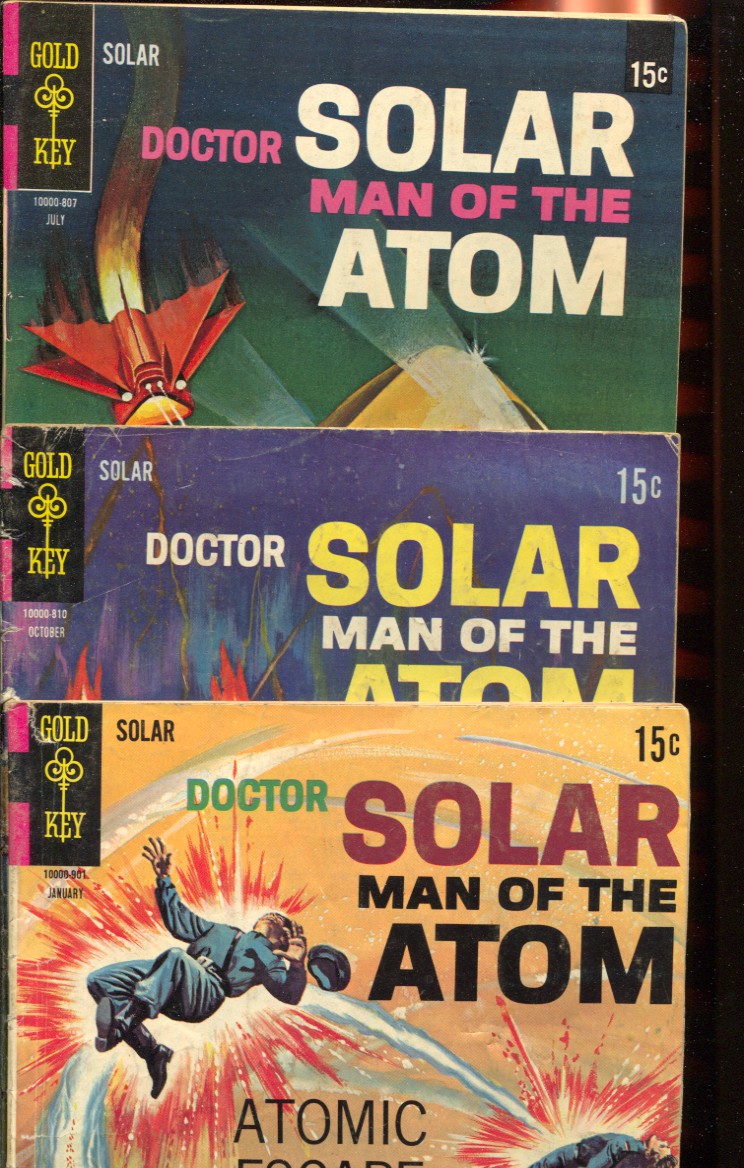 GOLD
KEY
SOLAR
15c
DOCTOR SOLAR
MAN OF THE
ATOM
10000-807
JULY
GOLD
KEY
SOLAR
15c
DOCTOR SOLAR
MAN OF THE
ATOM
10000-810
OCTOBER
GOLD
KEY
SOLAR
15c
DOCTOR SOLAR
MAN OF THE
ATOM
10000-901
JANUARY
ATOMIC
ESCAPE